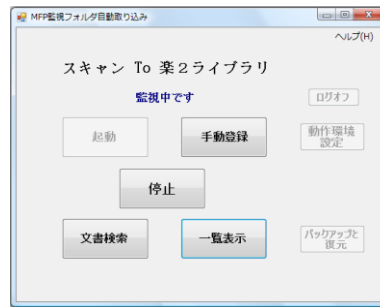 MFP監視フォルダ自動取り込み
ヘルプ(H)
スキャン To 楽2ライブラリ
監視中です
ログオフ
起動
手動登録
動作環境
設定
停止
文書検索
一覧表示
バックアップと
復元